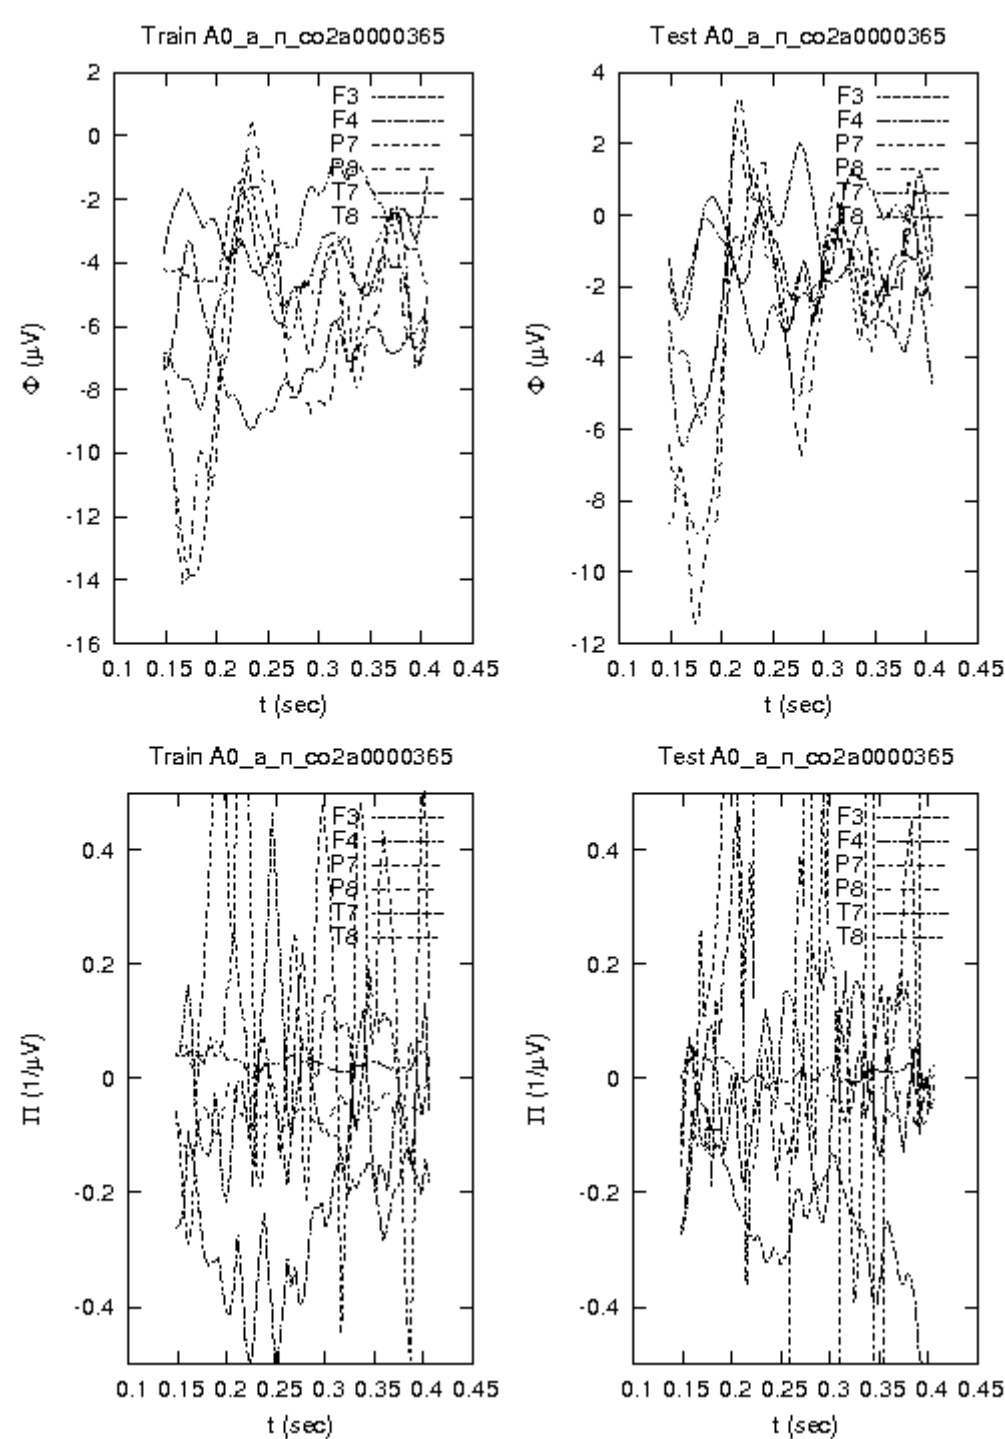 Train A0_a_n_co2a0000365
2
0
-2
-4
-6
-8
-10
-12
-14
-16
0.1 0.15 0.2 0.25 0.3 0.35 0.4 0.45
t (sec)
Φ (μV)
F3
F4
P7
P8
T7
T8
Test A0_a_n_co2a0000365
4
2
0
-2
-4
-6
-8
-10
-12
0.1 0.15 0.2 0.25 0.3 0.35 0.4 0.45
t (sec)
Φ (μV)
F3
F4
P7
P8
T7
T8
Train A0_a_n_co2a0000365
0.4
0.2
0
-0.2
-0.4
0.1 0.15 0.2 0.25 0.3 0.35 0.4 0.45
t (sec)
Π (1/μV)
F3
F4
P7
P8
T7
T8
Test A0_a_n_co2a0000365
0.4
0.2
0
-0.2
-0.4
0.1 0.15 0.2 0.25 0.3 0.35 0.4 0.45
t (sec)
Π (1/μV)
F3
F4
P7
P8
T7
T8